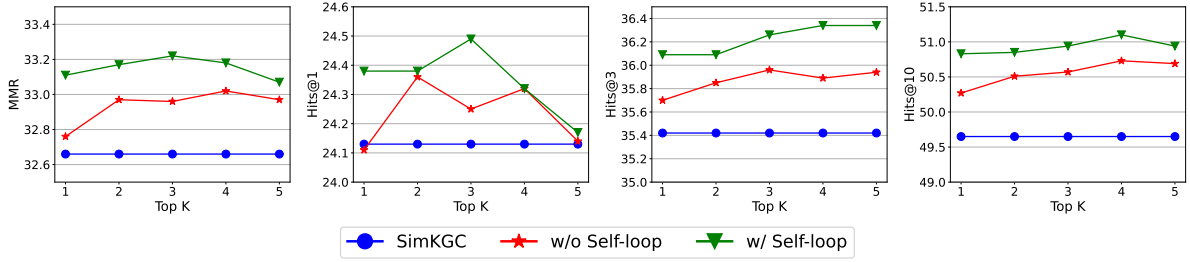 33.4
33.2
33.0
32.8
32.6
MMR
1 2 3 4 5
Top K
24.6
24.5
24.4
24.3
24.2
24.1
24.0
Hits@1
1 2 3 4 5
Top K
36.4
36.2
36.0
35.8
35.6
35.4
35.2
35.0
Hits@3
1 2 3 4 5
Top K
51.5
51.0
50.5
50.0
49.5
49.0
Hits@10
1 2 3 4 5
Top K
SimKGC w/o Self-loop w/ Self-loop